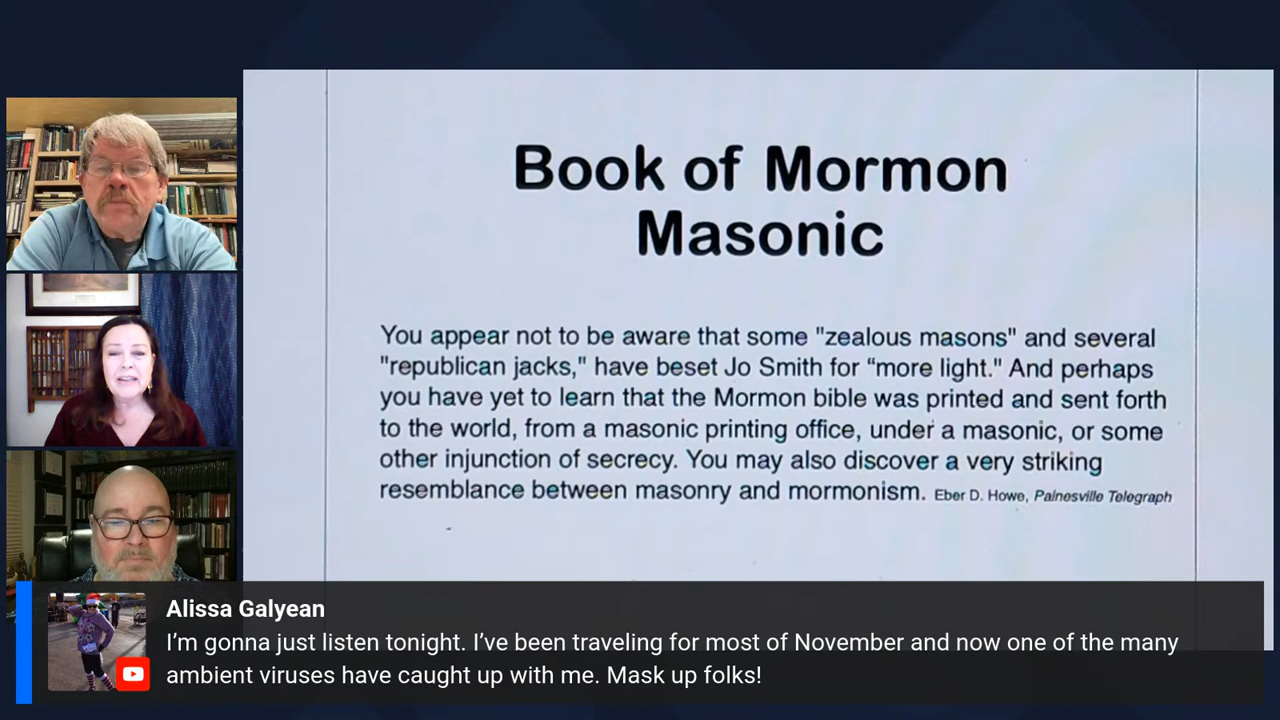 Book of Mormon
Masonic
You appear not to be aware that some "zealous masons" and several
"republican jacks," have beset Jo Smith for “more light." And perhaps
you have yet to learn that the Mormon bible was printed and sent forth
to the world, from a masonic printing office, under a masonic, or some
other injunction of secrecy. You may also discover a very striking
resemblance between masonry and mormonism. Eber D. Howe, Painesville Telegraph
Alissa Galyean
I’m gonna just listen tonight. I’ve been traveling for most of November and now one of the many
ambient viruses have caught up with me. Mask up folks!